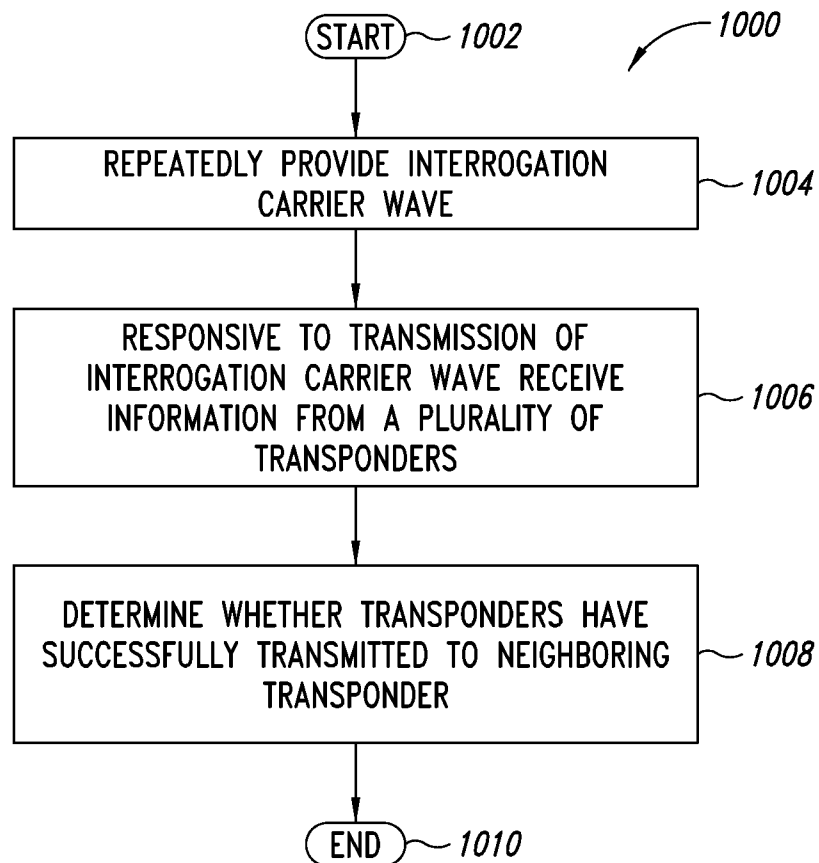 START
1002
1000
REPEATEDLY PROVIDE INTERROGATION
CARRIER WAVE
1004
RESPONSIVE TO TRANSMISSION OF
INTERROGATION CARRIER WAVE RECEIVE
INFORMATION FROM A PLURALITY OF
TRANSPONDERS
1006
DETERMINE WHETHER TRANSPONDERS HAVE
SUCCESSFULLY TRANSMITTED TO NEIGHBORING
TRANSPONDER
1008
END
1010